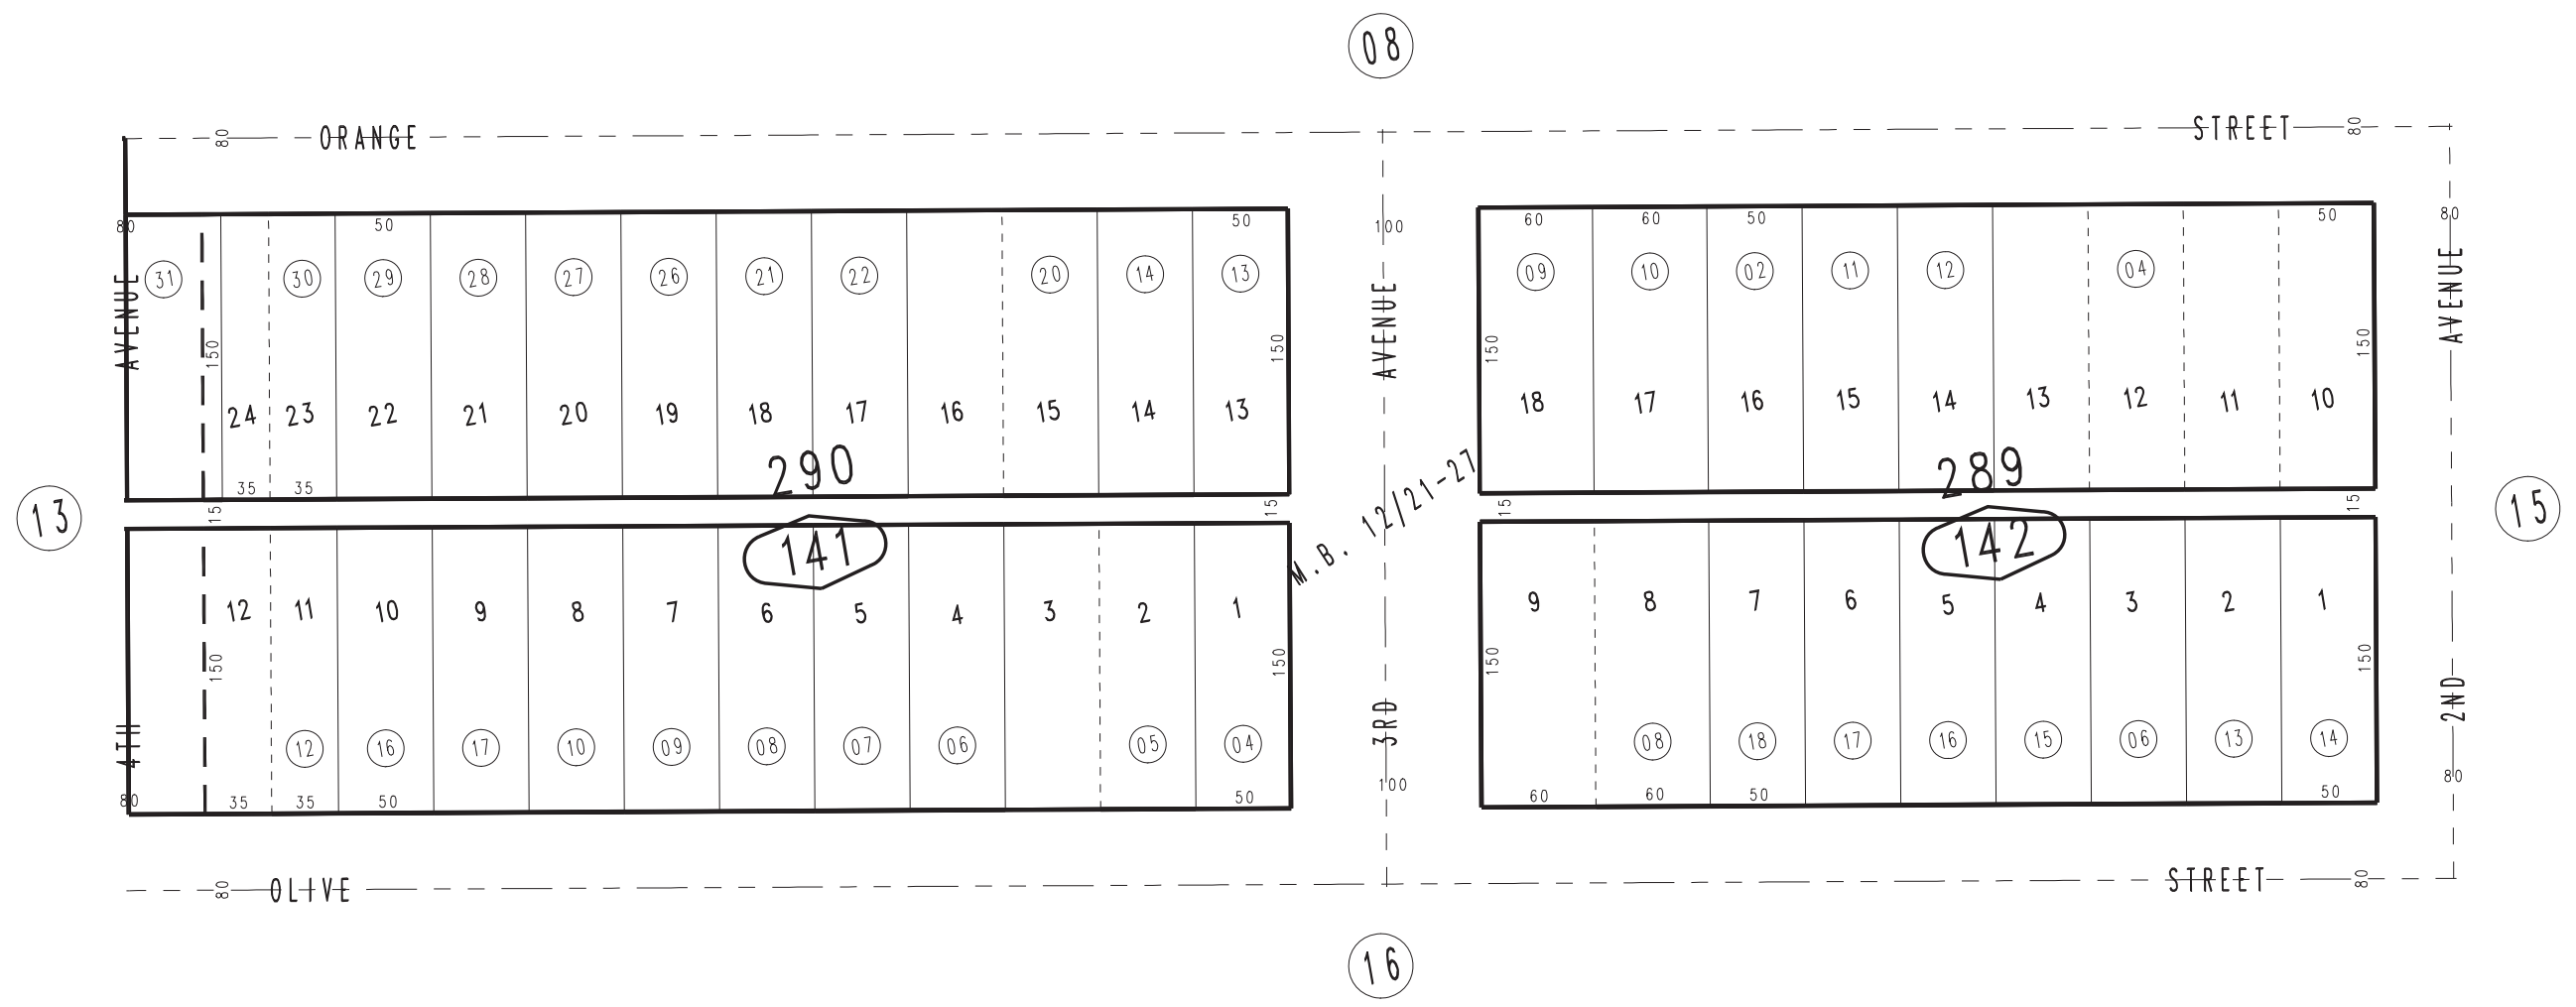 08
80 ORANGE STREET 80
80 50 50 100 60 60 50 50 80
31 30 29 28 27 26 21 22 20 14 13 09 10 02 11 12 04
AVENUE AVENUE AVENUE
150 150 150 150
24 23 22 21 20 19 18 17 16 15 14 13 18 17 16 15 14 13 12 11 10
290 289
35 35
13 15 15 15 15 15
M.B. 12/21-27
141 142
12 11 10 9 8 7 6 5 4 3 2 1 9 8 7 6 5 4 3 2 1
150 150 150 150
4TH 3RD 2ND
12 16 17 10 09 08 07 06 05 04 08 18 17 16 15 06 13 14
80 35 35 50 50 100 60 60 50 50 80
80 OLIVE STREET 80
16